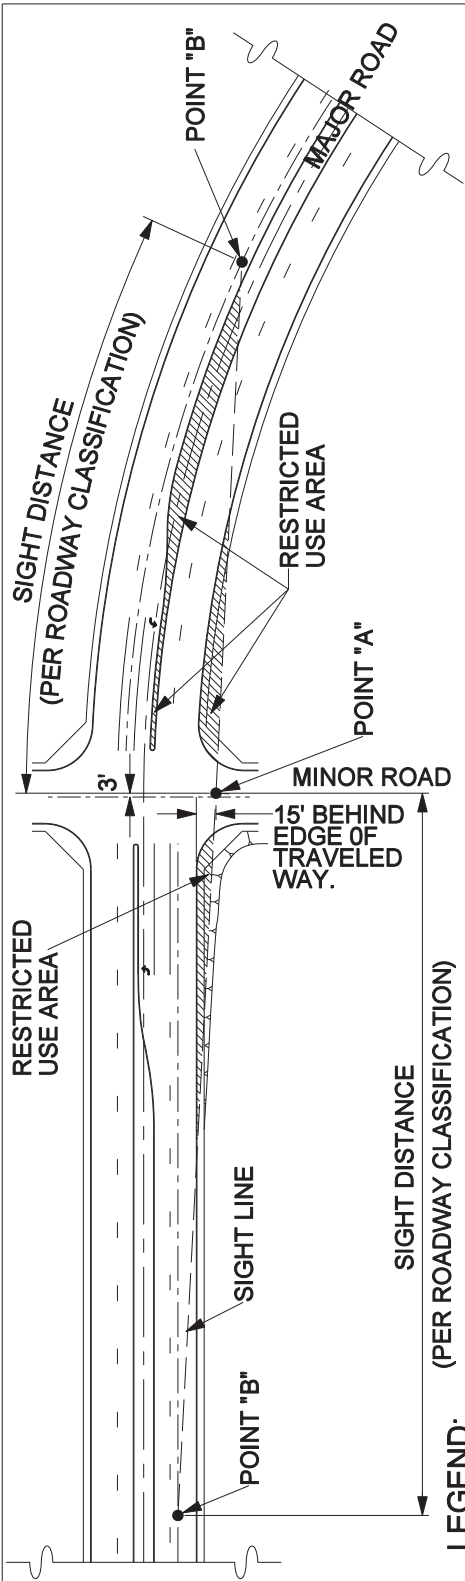 POINT "B"
MAJOR ROAD
SIGHT DISTANCE
(PER ROADWAY CLASSIFICATION)
RESTRICTED
USE AREA
POINT "A"
3'
MINOR ROAD
15' BEHIND
EDGE OF
TRAVELED
WAY.
RESTRICTED
USE AREA
SIGHT LINE
SIGHT DISTANCE
(PER ROADWAY CLASSIFICATION)
POINT "B"
LEGEND: